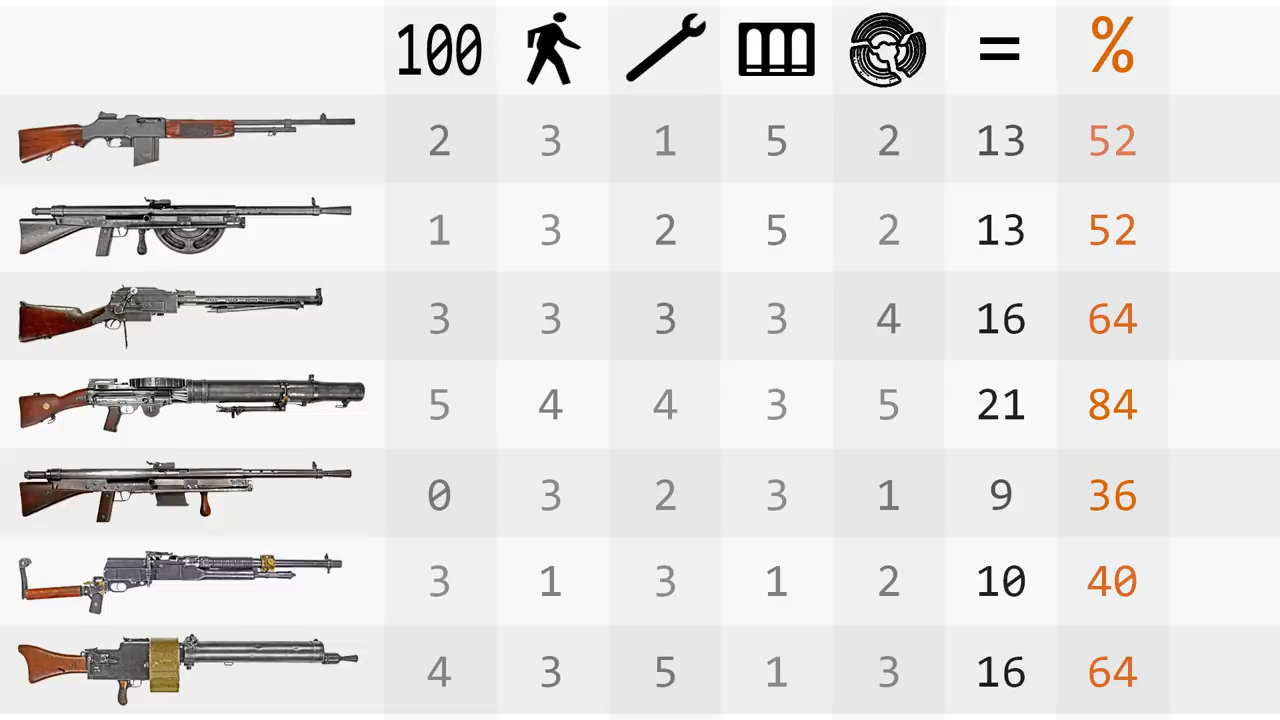 100 = %
2 3 1 5 2 13 52
1 3 2 5 2 13 52
3 3 3 3 4 16 64
5 4 4 3 5 21 84
0 3 2 3 1 9 36
3 1 3 1 2 10 40
4 3 5 1 3 16 64